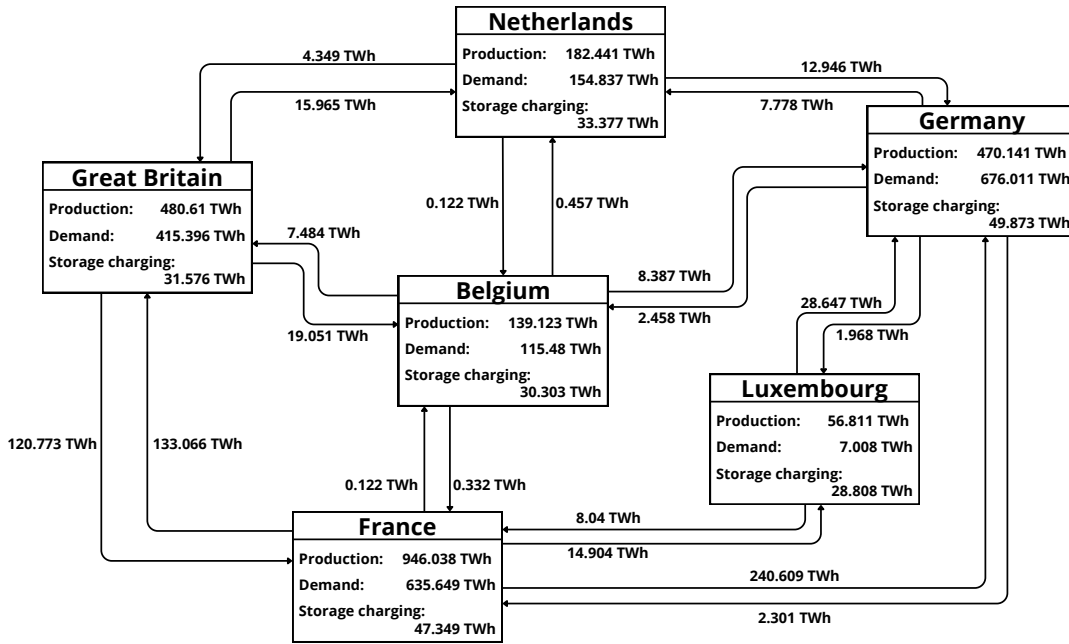 Netherlands
Production: 182.441 TWh
Demand: 154.837 TWh
Storage charging:
33.377 TWh
4.349 TWh
15.965 TWh
12.946 TWh
7.778 TWh
Germany
Production: 470.141 TWh
Demand: 676.011 TWh
Storage charging:
49.873 TWh
Great Britain
Production: 480.61 TWh
Demand: 415.396 TWh
Storage charging:
31.576 TWh
0.122 TWh
0.457 TWh
7.484 TWh
19.051 TWh
Belgium
Production: 139.123 TWh
Demand: 115.48 TWh
Storage charging:
30.303 TWh
8.387 TWh
2.458 TWh
28.647 TWh
1.968 TWh
Luxembourg
Production: 56.811 TWh
Demand: 7.008 TWh
Storage charging:
28.808 TWh
120.773 TWh
133.066 TWh
0.122 TWh
0.332 TWh
France
Production: 946.038 TWh
Demand: 635.649 TWh
Storage charging:
47.349 TWh
8.04 TWh
14.904 TWh
240.609 TWh
2.301 TWh